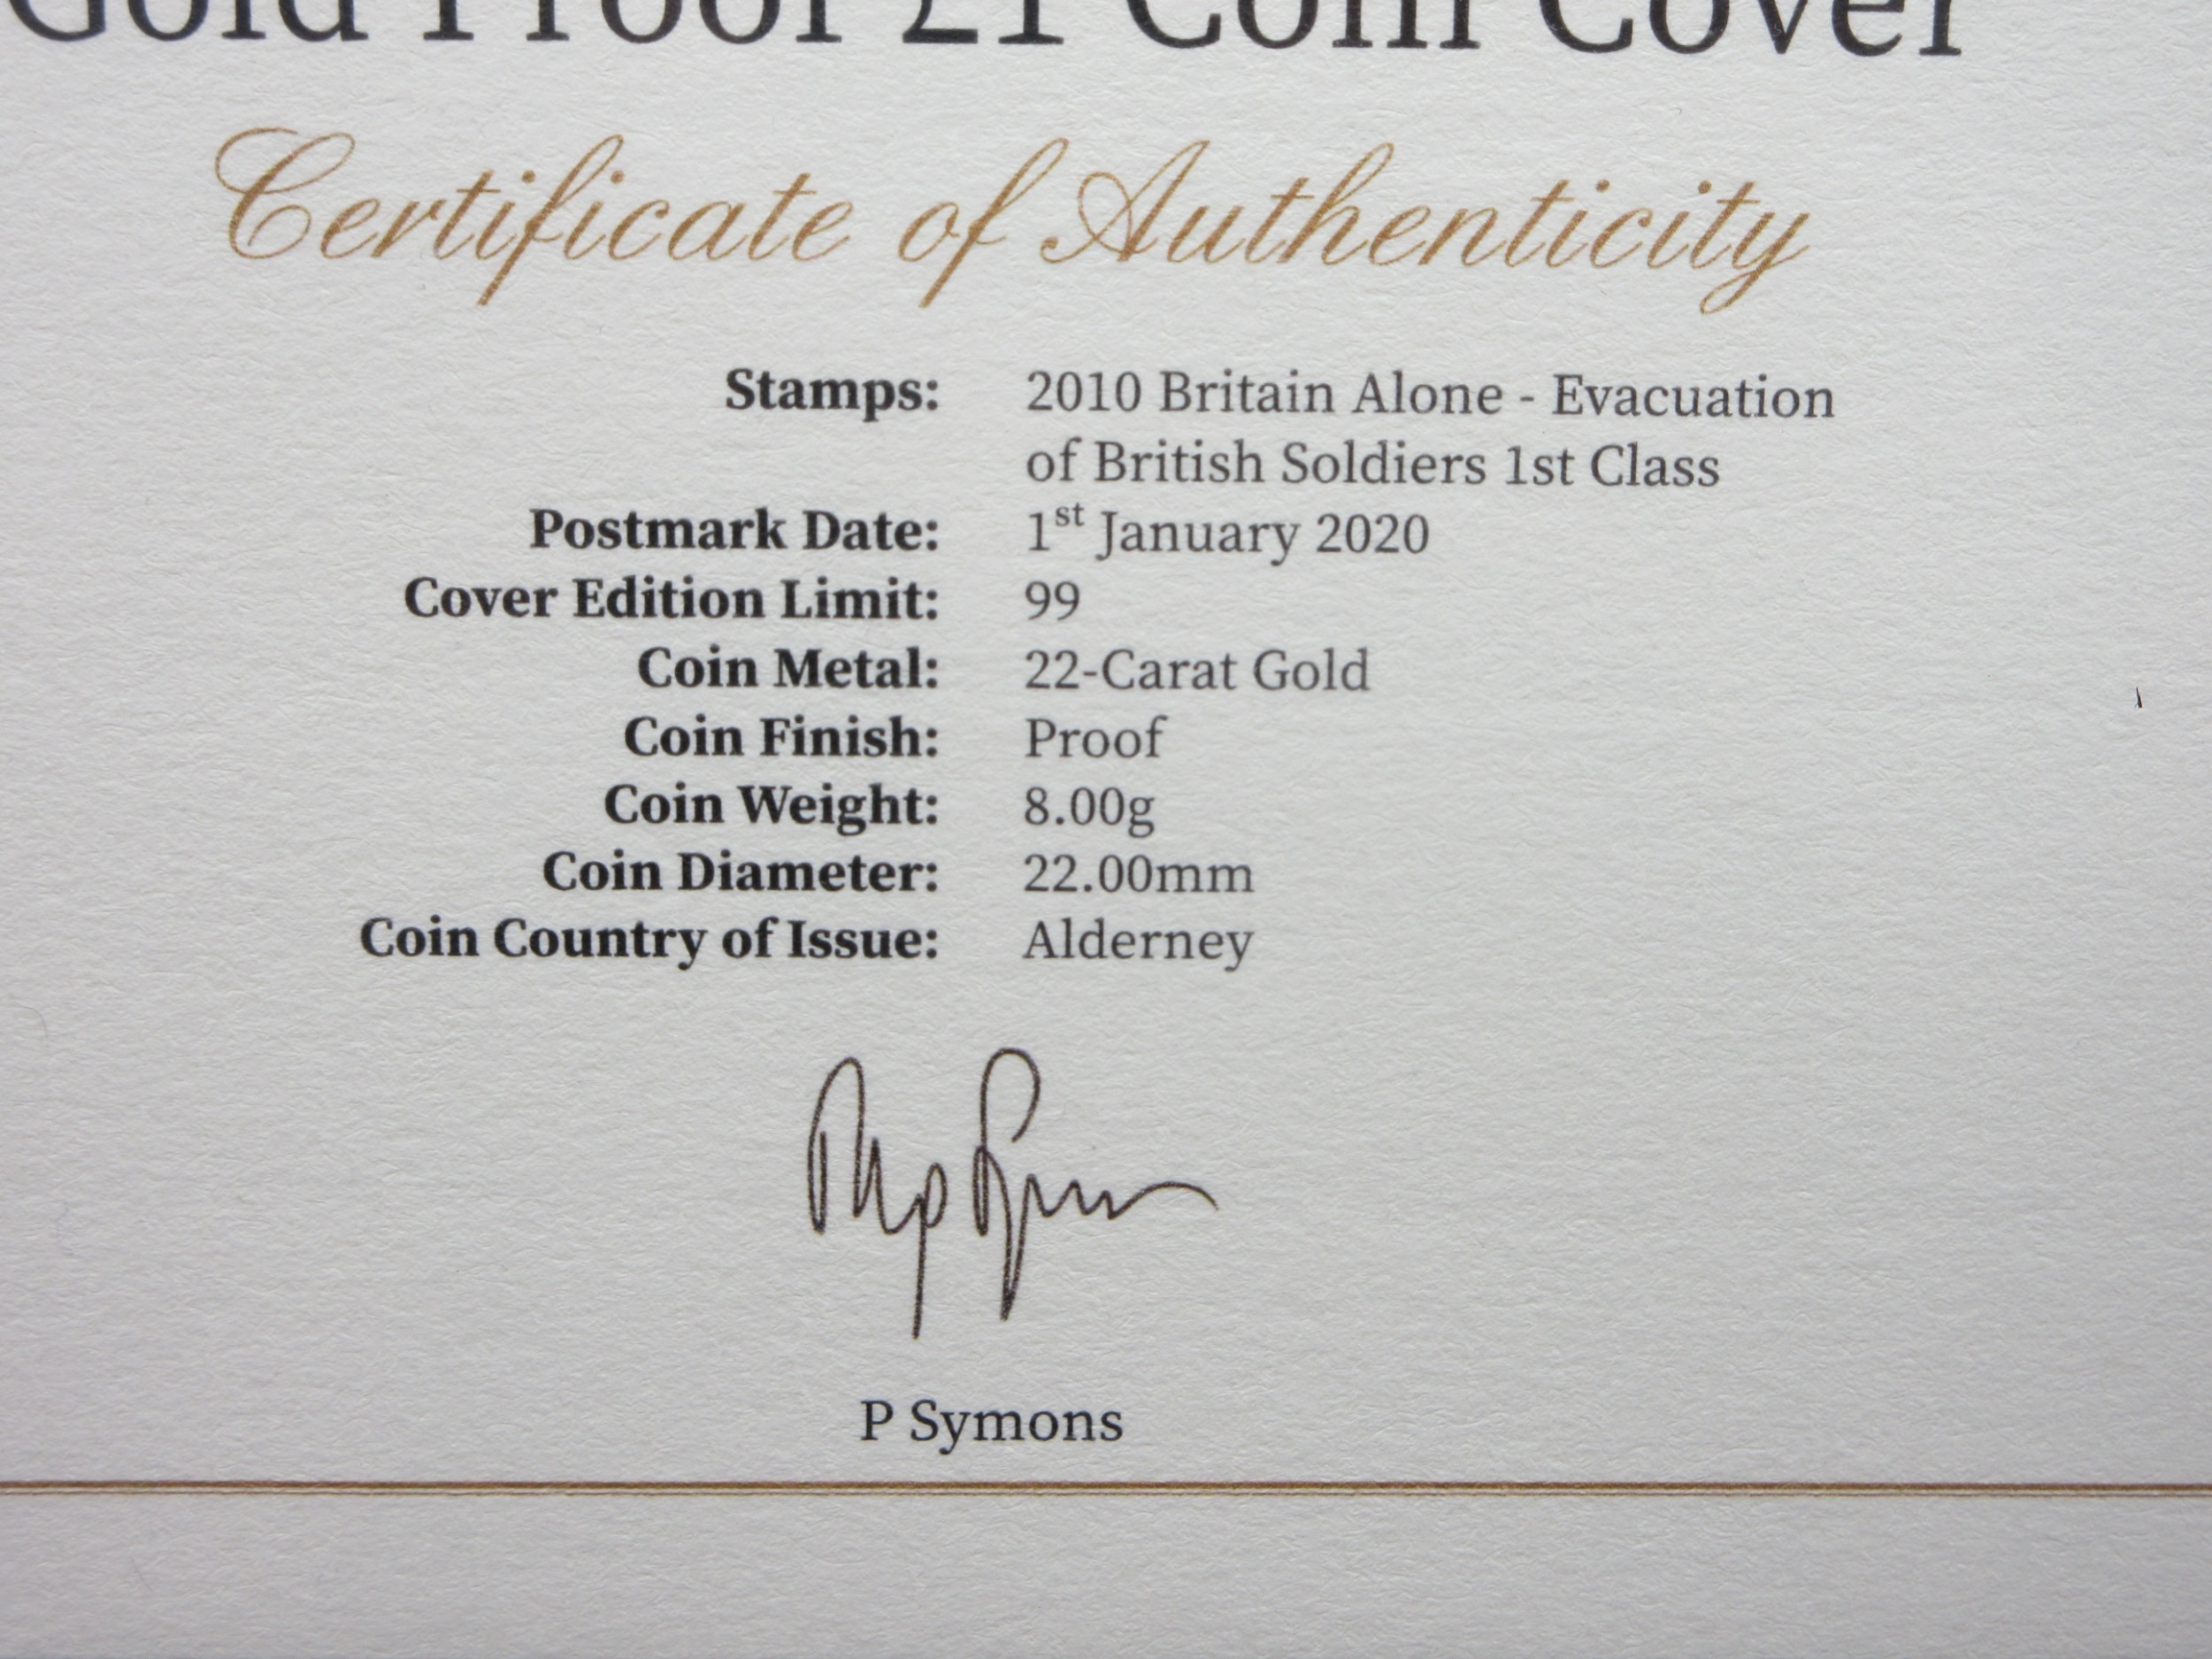 Gold Proof £1 Coin Cover
Certificate of Authenticity
Stamps: 2010 Britain Alone - Evacuation
of British Soldiers 1st Class
Postmark Date: 1st January 2020
Cover Edition Limit: 99
Coin Metal: 22-Carat Gold
Coin Finish: Proof
Coin Weight: 8.00g
Coin Diameter: 22.00mm
Coin Country of Issue: Alderney
P Symons